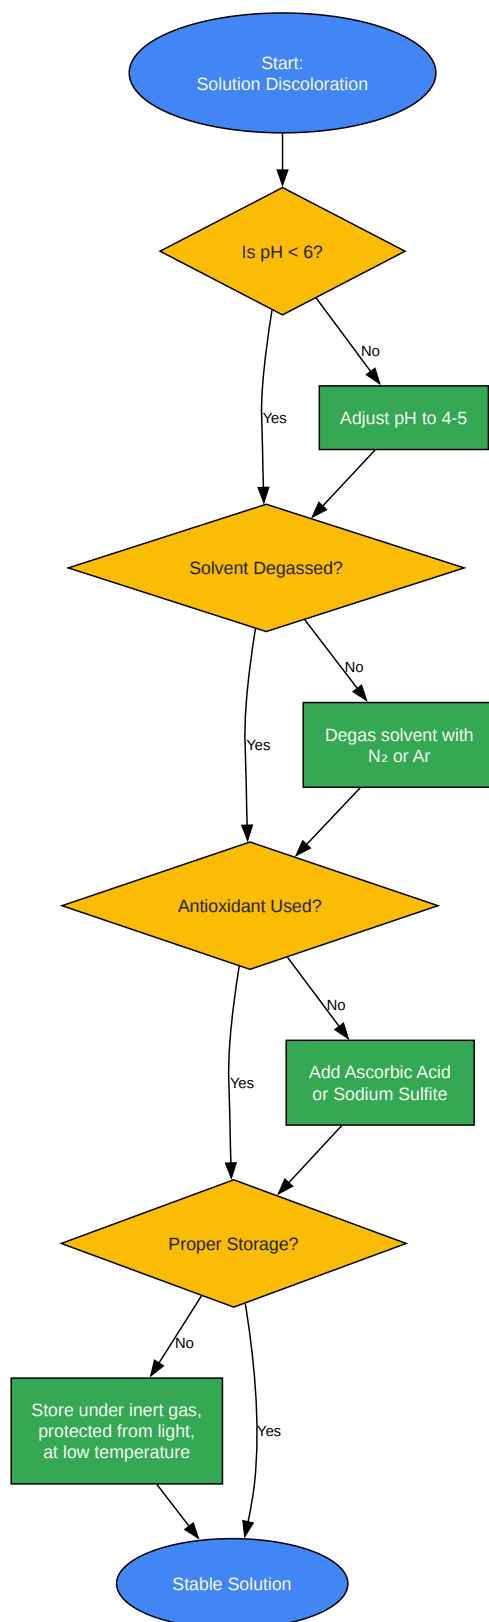 Start:
Solution Discoloration
Is pH < 6?
No
Adjust pH to 4-5
Yes
Solvent Degassed?
No
Degas solvent with
N₂ or Ar
Yes
Antioxidant Used?
No
Add Ascorbic Acid
or Sodium Sulfite
Yes
Proper Storage?
No
Store under inert gas,
protected from light,
at low temperature
Yes
Stable Solution